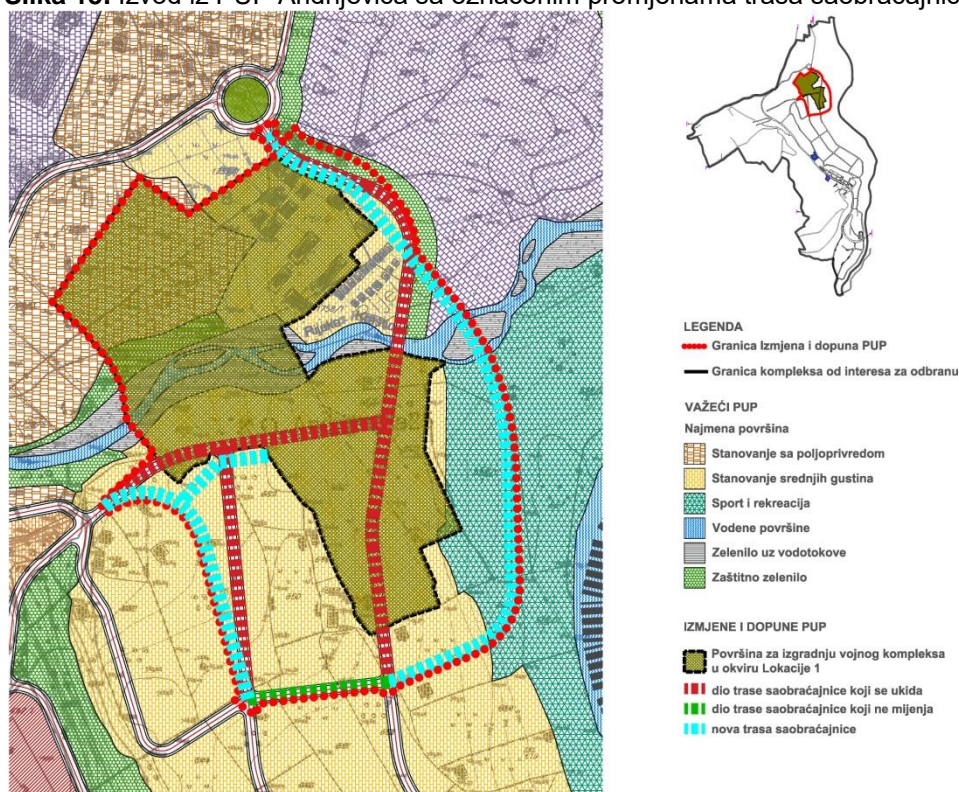 Slika 10. Izvod iz PUP Andrijevica sa označenim promjenama trasa saobraćajnic
LEGENDA
Granica Izmjena i dopuna PUP
Granica kompleksa od interesa za odbranu
VAŽEĆI PUP
Najmena površina
Stanovanje sa poljoprivredom
Stanovanje srednjih gustina
Sport i rekreacija
Vodene površine
Zelenilo uz vodotokove
Zaštitno zelenilo
IZMJENE I DOPUNE PUP
Površina za izgradnju vojnog kompleksa
u okviru Lokacije 1
dio trase saobraćajnice koji se ukida
dio trase saobraćajnice koji ne mijenja
nova trasa saobraćajnice